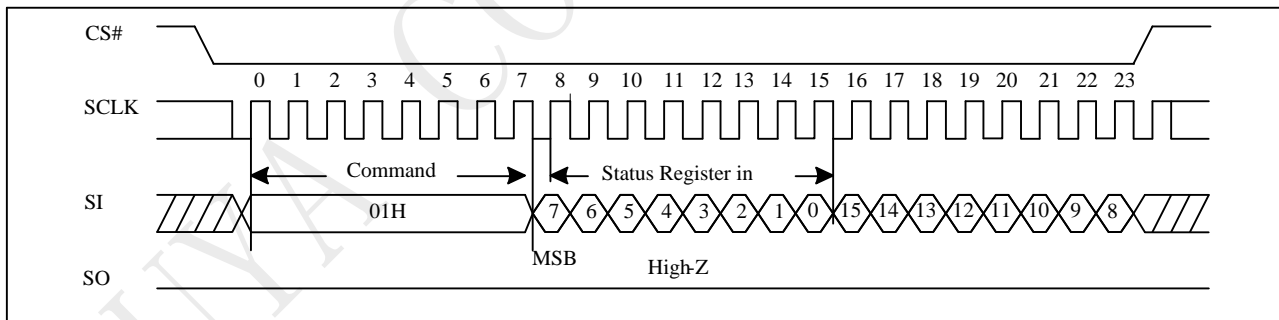 CS#
0 1 2 3 4 5 6 7 8 9 10 11 12 13 14 15 16 17 18 19 20 21 22 23
SCLK
Command Status Register in
SI 01H 7 6 5 4 3 2 1 0 15 14 13 12 11 10 9 8
MSB High-Z
SO